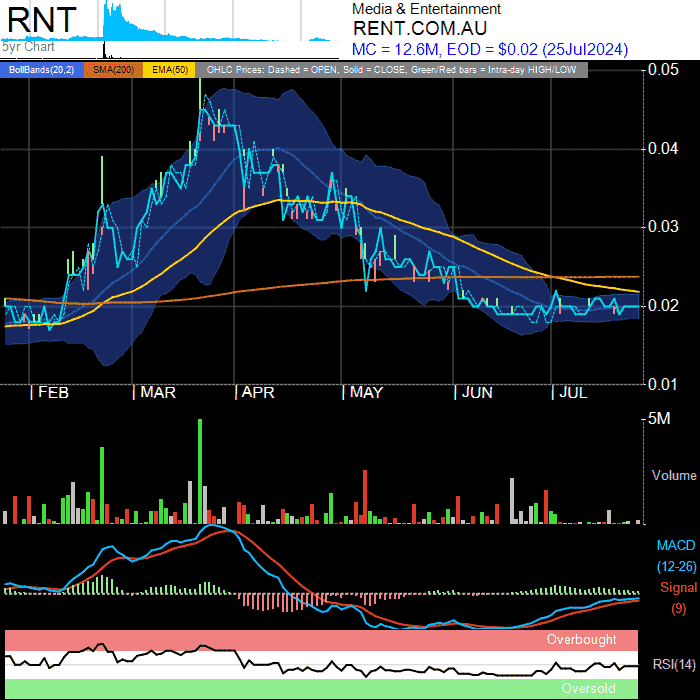 RNT
Media & Entertainment
RENT.COM.AU
5yr Chart
MC = 12.6M, EOD = $0.02 (25Jul2024)
BollBands(20,2) SMA(200) EMA(50) OHLC Prices: Dashed = OPEN, Solid = CLOSE, Green/Red bars = Intra-day HIGH/LOW
0.05
0.04
0.03
0.02
0.01
| FEB | MAR | APR | MAY | JUN | JUL
5M
Volume
MACD
(12-26)
Signal
(9)
Overbought
RSI(14)
Oversold